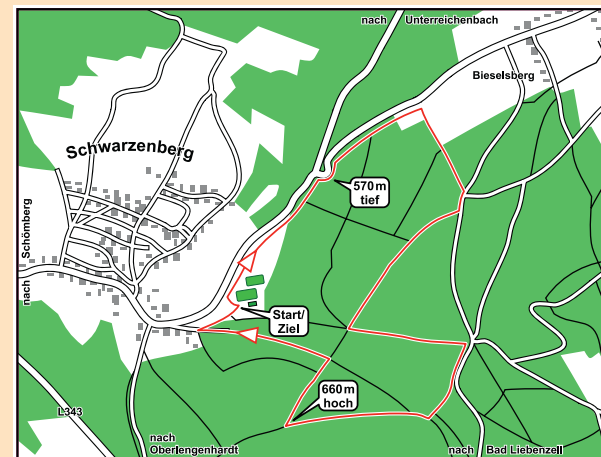 nach Unterreichenbach
Bieselsberg
Schwarzenberg
570 m
tief
nach Schömberg
Start/
Ziel
660 m
hoch
L343
nach
Oberlengenhardt
nach Bad Liebenzell